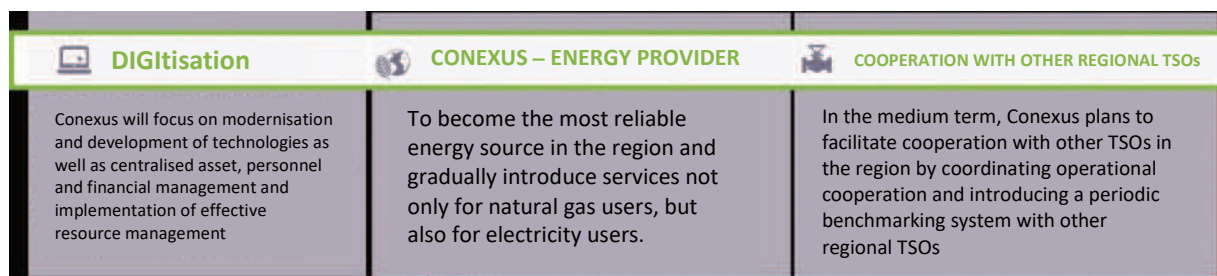 DIGItisation
Conexus will focus on modernisation
and development of technologies as
well as centralised asset, personnel
and financial management and
implementation of effective
resource management
CONEXUS – ENERGY PROVIDER
To become the most reliable
energy source in the region and
gradually introduce services not
only for natural gas users, but
also for electricity users.
COOPERATION WITH OTHER REGIONAL TSOs
In the medium term, Conexus plans to
facilitate cooperation with other TSOs in
the region by coordinating operational
cooperation and introducing a periodic
benchmarking system with other
regional TSOs